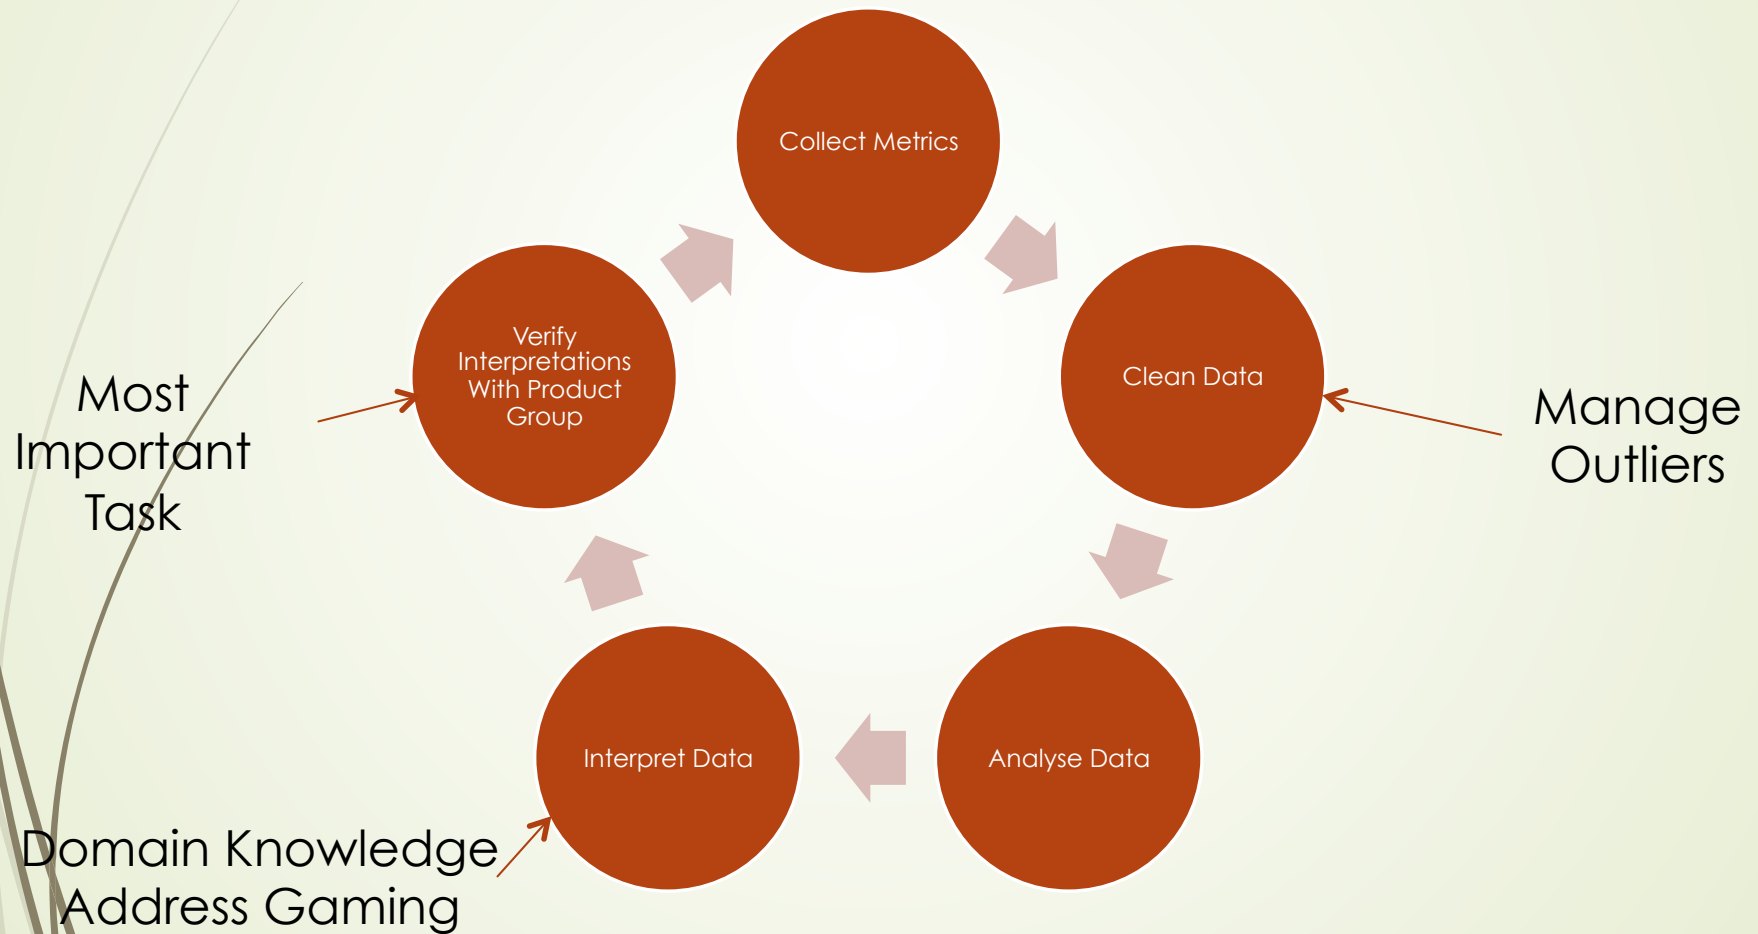 Collect Metrics
Verify
Interpretations
With Product
Group
Clean Data
Most
Important
Task
Manage
Outliers
Interpret Data
Analyse Data
Domain Knowledge
Address Gaming